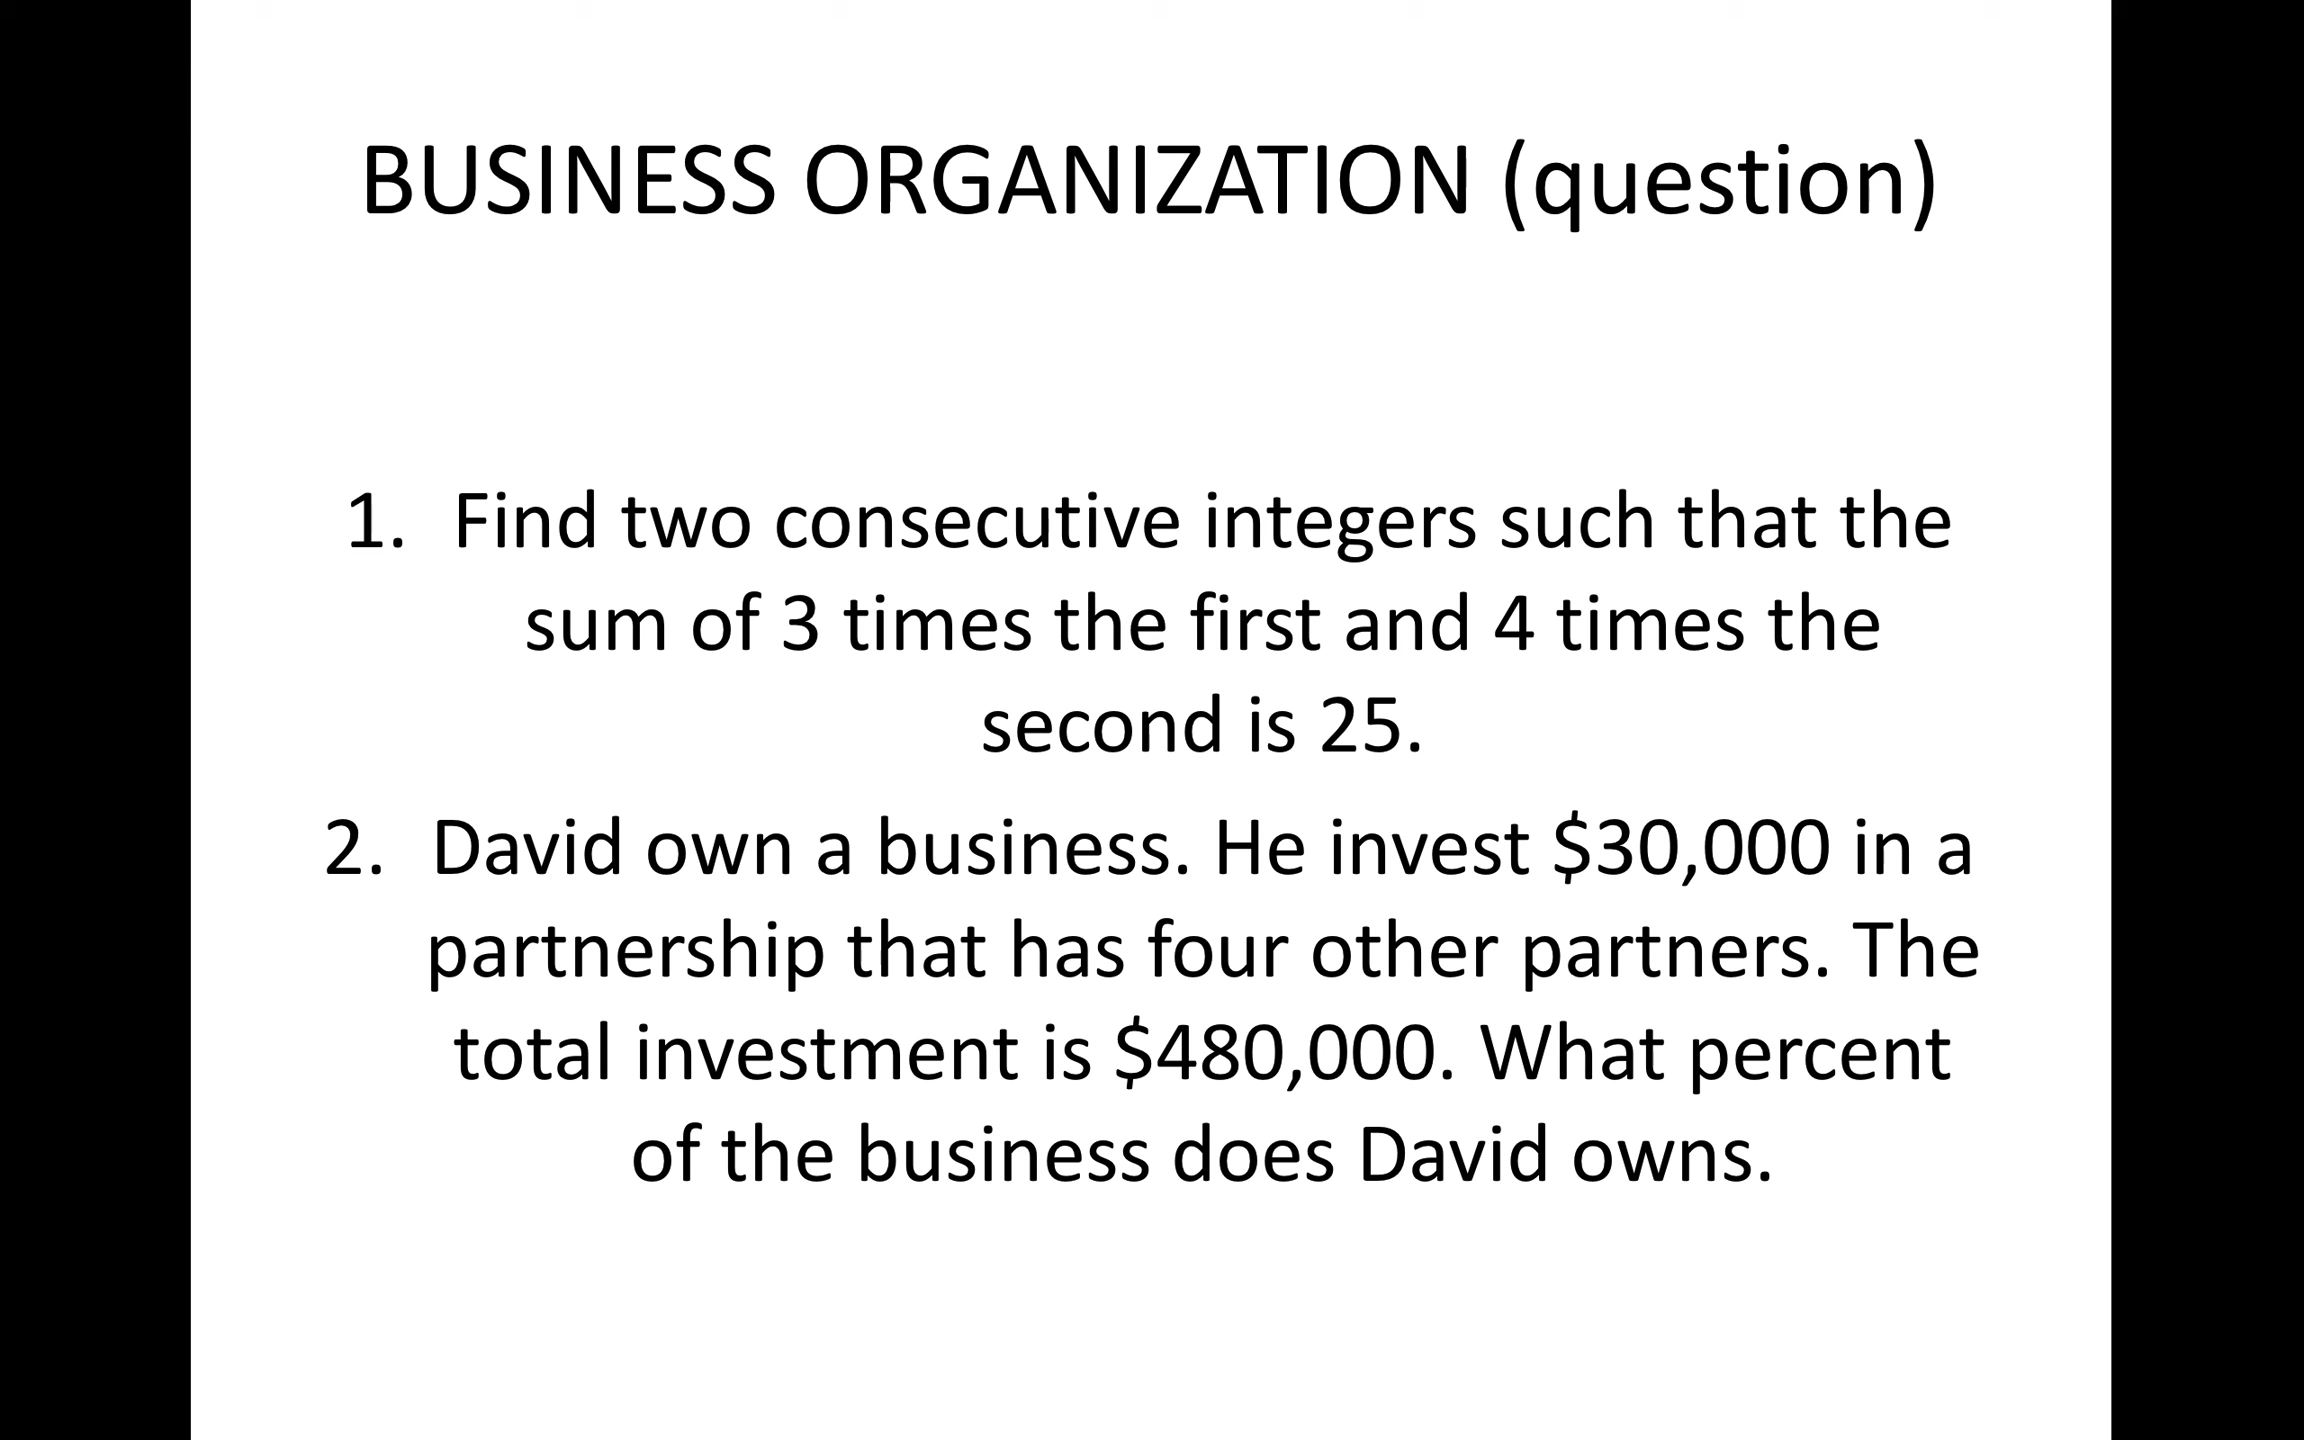 BUSINESS ORGANIZATION (question)
1. Find two consecutive integers such that the
sum of 3 times the first and 4 times the
second is 25.
2. David own a business. He invest $30,000 in a
partnership that has four other partners. The
total investment is $480,000. What percent
of the business does David owns.